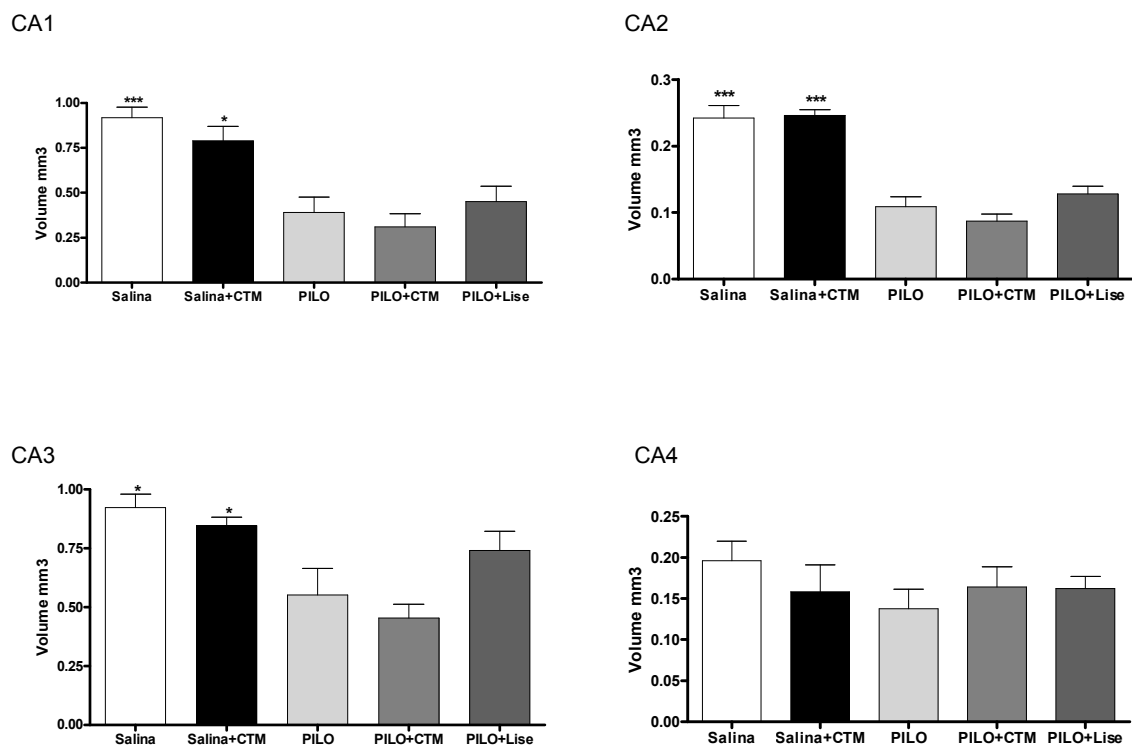 CA1
Volume mm3
1.00
0.75
0.50
0.25
0.00
***
*
Salina Salina+CTM PILO PILO+CTM PILO+Lise
CA2
Volume mm3
0.3
0.2
0.1
0.0
***
***
Salina Salina+CTM PILO PILO+CTM PILO+Lise
CA3
Volume mm3
1.00
0.75
0.50
0.25
0.00
*
*
Salina Salina+CTM PILO PILO+CTM PILO+Lise
CA4
Volume mm3
0.25
0.20
0.15
0.10
0.05
0.00
Salina Salina+CTM PILO PILO+CTM PILO+Lise